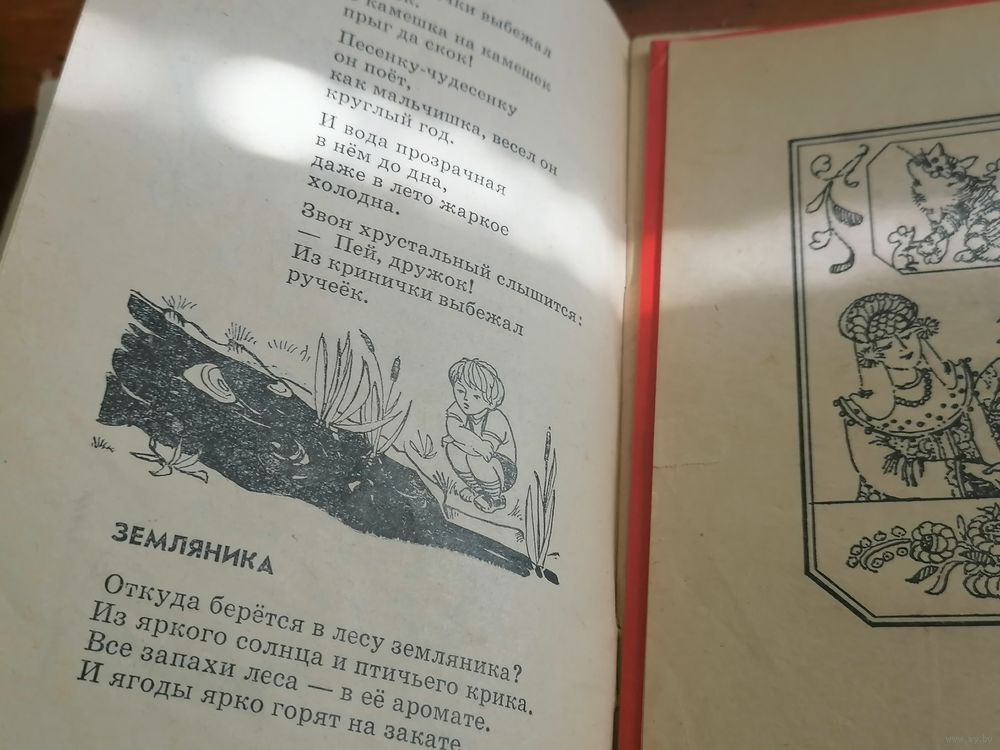 выбежал
камешка на камешек
прыг да скок!
Песенку-чудесенку
он поёт,
как мальчишка, весел он
круглый год.
И вода прозрачная
в нём до дна,
даже в лето жаркое
холодна.
Звон хрустальный слышится:
— Пей, дружок!
Из кринички выбежал
ручеёк.
ЗЕМЛЯНИКА
Откуда берётся в лесу земляника?
Из яркого солнца и птичьего крика.
Все запахи леса — в её аромате.
И ягоды ярко горят на закате